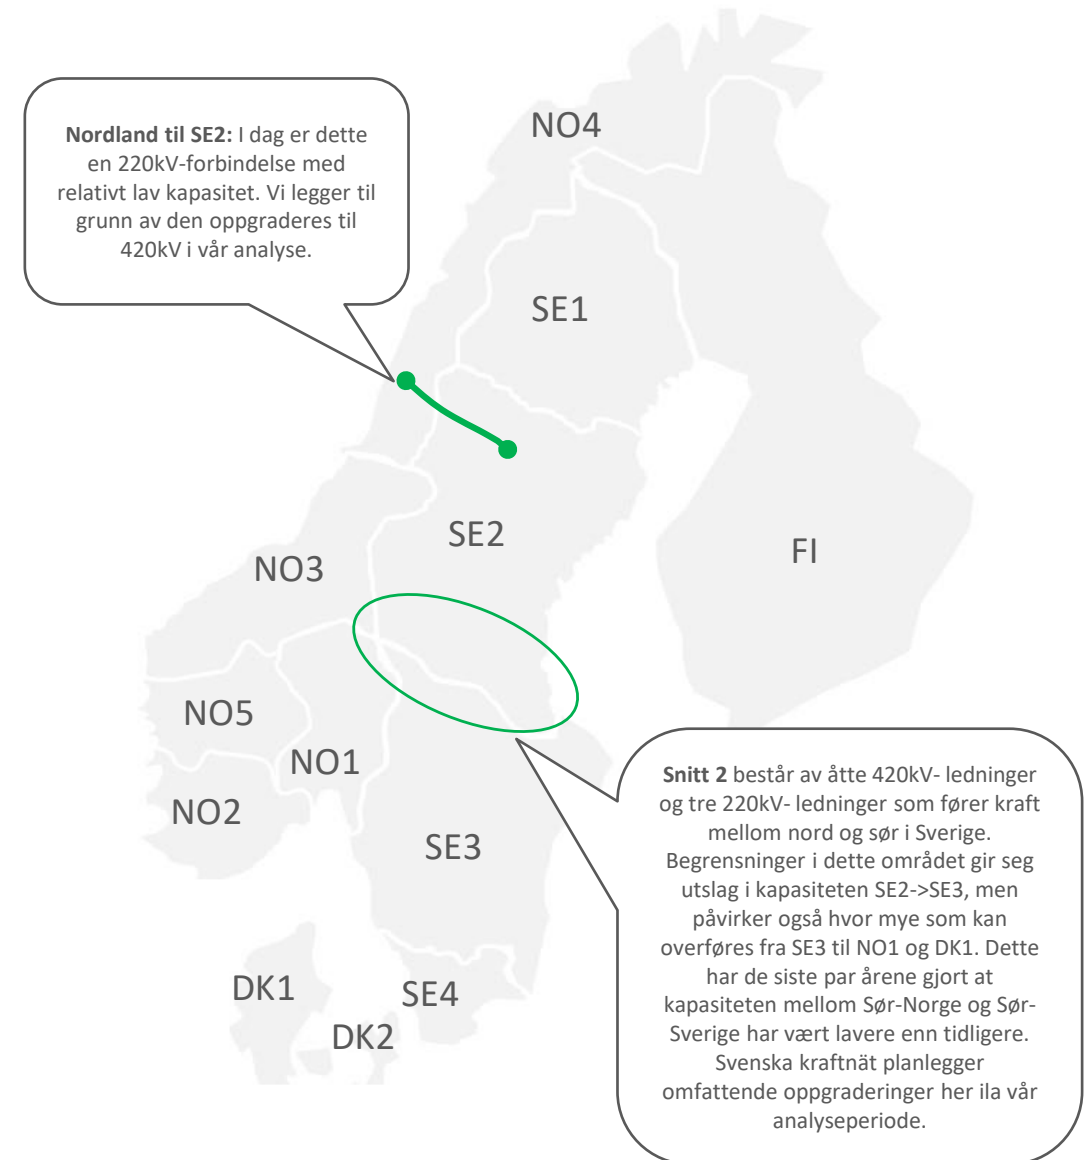 Nordland til SE2: I dag er dette
en 220kV-forbindelse med
relativt lav kapasitet. Vi legger til
grunn av den oppgraderes til
420kV i vår analyse.
NO4
SE1
SE2
FI
NO3
NO5
NO1
NO2
SE3
DK1
SE4
DK2
Snitt 2 består av åtte 420kV- ledninger
og tre 220kV- ledninger som fører kraft
mellom nord og sør i Sverige.
Begrensninger i dette området gir seg
utslag i kapasiteten SE2->SE3, men
påvirker også hvor mye som kan
overføres fra SE3 til NO1 og DK1. Dette
har de siste par årene gjort at
kapasiteten mellom Sør-Norge og Sør-
Sverige har vært lavere enn tidligere.
Svenska kraftnät planlegger
omfattende oppgraderinger her ila vår
analyseperiode.